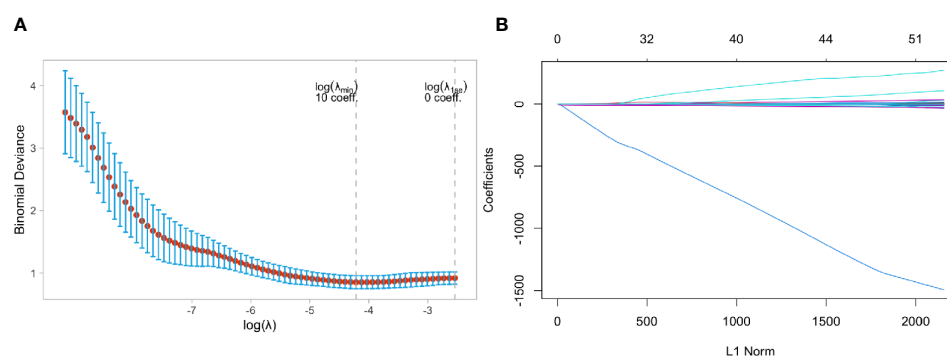 A
B
0 32 40 44 51
4
3
2
1
Binomial Deviance
log(λmin)
10 coeff.
log(λ1se)
0 coeff.
-7 -6 -5 -4 -3
log(λ)
0
-500
-1000
-1500
Coefficients
0 500 1000 1500 2000
L1 Norm